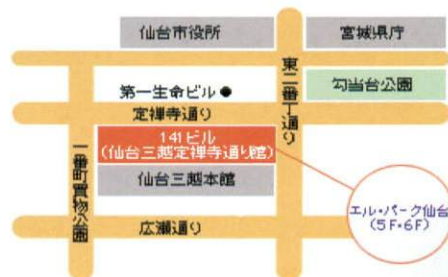 仙台市役所
宮城県庁
東二番丁通り
第一生命ビル
勾当台公園
定禅寺通り
141ビル
(仙台三越定禅寺通り館)
一番町買物公園
仙台三越本館
エル・パーク仙台
(5F・6F)
広瀬通り